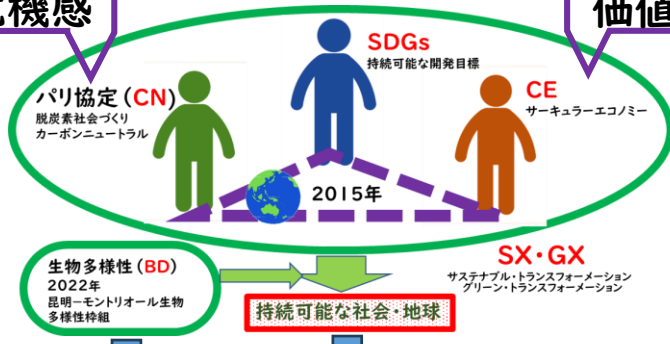 機感
価値
SDGs
持続可能な開発目標
パリ協定(CN)
脱炭素社会づくり
カーボンニュートラル
CE
サーキュラーエコノミー
2015年
生物多様性(BD)
2022年
昆明ーモントリオール生物
多様性枠組
SX・GX
サステナブル・トランスフォーメーション
グリーン・トランスフォーメーション
持続可能な社会・地球